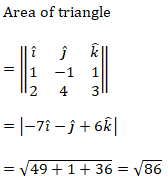 Area of triangle
= || î ĵ k̂ ||
|| 1 −1 1 ||
|| 2 4 3 ||
= |−7î − ĵ + 6k̂|
= √49 + 1 + 36 = √86